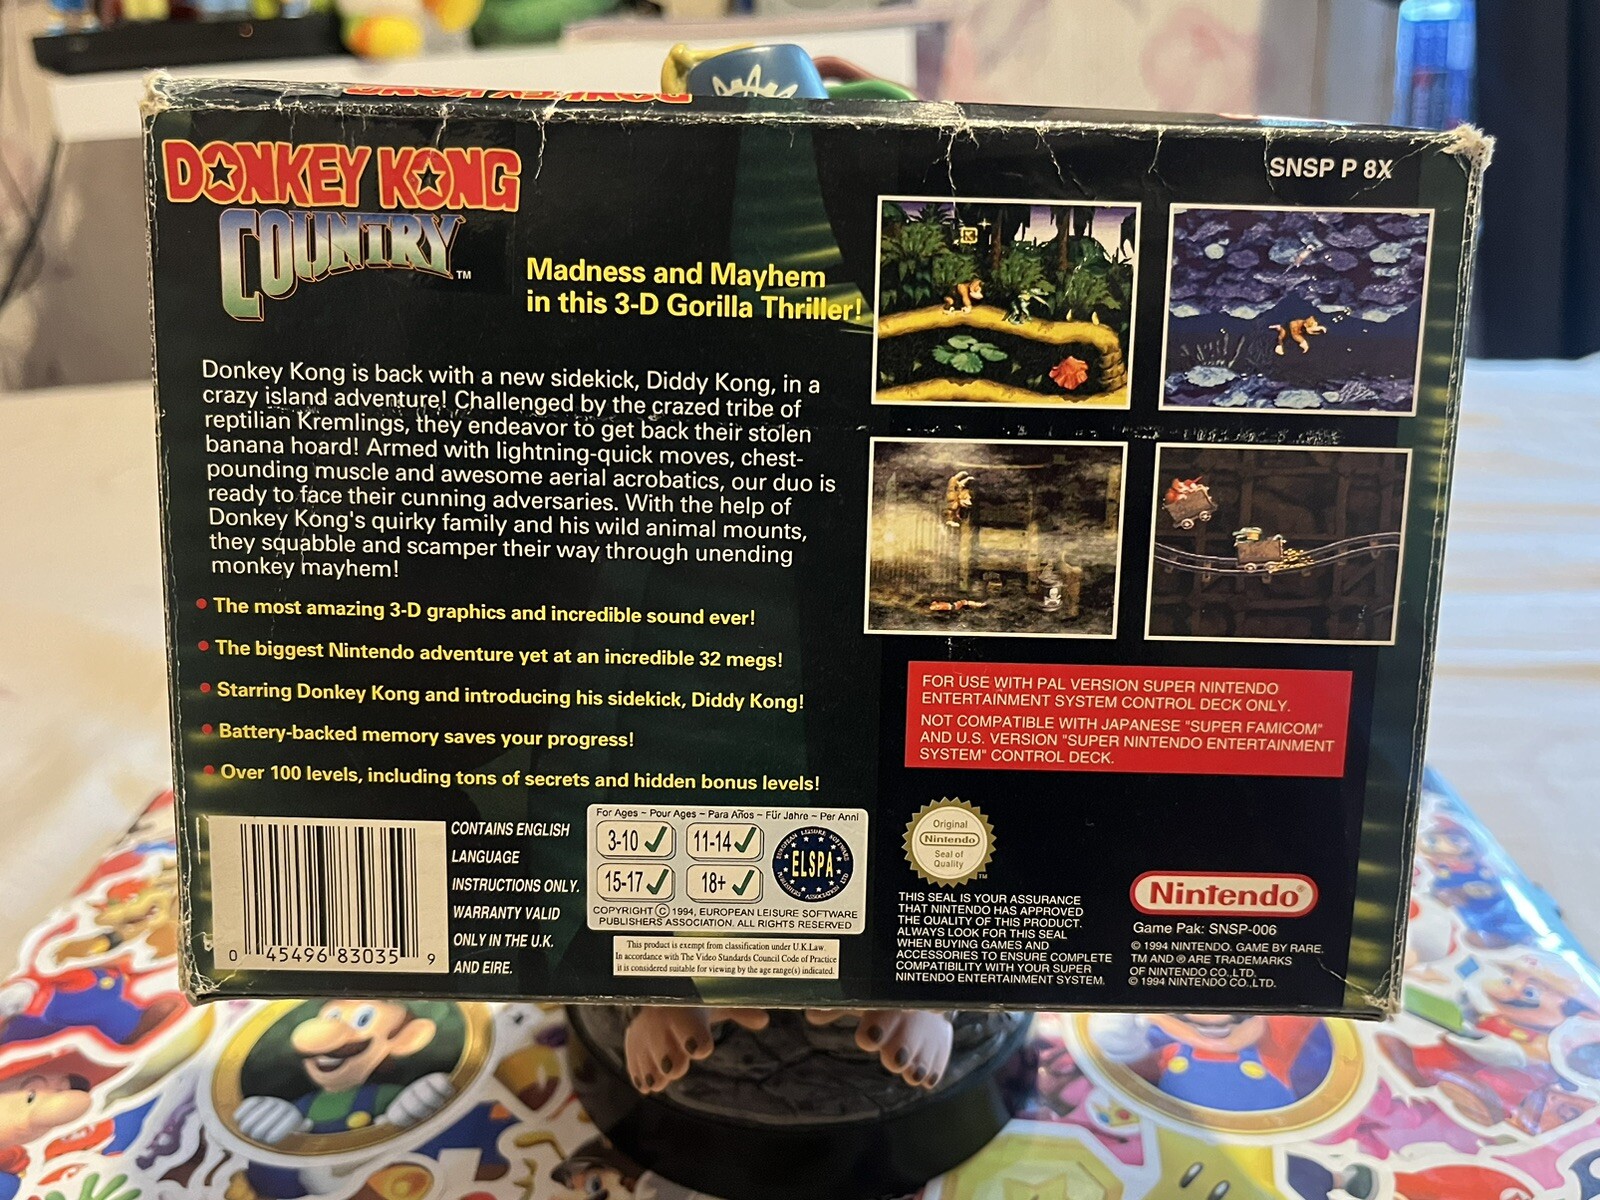 DONKEY KONG
DONKEY KONG
COUNTRY™
SNSP P 8X
Madness and Mayhem
in this 3-D Gorilla Thriller!
Donkey Kong is back with a new sidekick, Diddy Kong, in a
crazy island adventure! Challenged by the crazed tribe of
reptilian Kremlings, they endeavor to get back their stolen
banana hoard! Armed with lightning-quick moves, chest-
pounding muscle and awesome aerial acrobatics, our duo is
ready to face their cunning adversaries. With the help of
Donkey Kong's quirky family and his wild animal mounts,
they squabble and scamper their way through unending
monkey mayhem!
• The most amazing 3-D graphics and incredible sound ever!
• The biggest Nintendo adventure yet at an incredible 32 megs!
• Starring Donkey Kong and introducing his sidekick, Diddy Kong!
• Battery-backed memory saves your progress!
• Over 100 levels, including tons of secrets and hidden bonus levels!
FOR USE WITH PAL VERSION SUPER NINTENDO
ENTERTAINMENT SYSTEM CONTROL DECK ONLY.
NOT COMPATIBLE WITH JAPANESE "SUPER FAMICOM"
AND U.S. VERSION "SUPER NINTENDO ENTERTAINMENT
SYSTEM" CONTROL DECK.
0 45496 83035 9
CONTAINS ENGLISH
LANGUAGE
INSTRUCTIONS ONLY.
WARRANTY VALID
ONLY IN THE U.K.
AND EIRE.
For Ages – Pour Ages – Para Años – Für Jahre – Per Anni
3-10 ✓ 11-14 ✓
15-17 ✓ 18+ ✓
EUROPEAN LEISURE SOFTWARE PUBLISHERS ASSOCIATION LTD
ELSPA
COPYRIGHT © 1994, EUROPEAN LEISURE SOFTWARE
PUBLISHERS ASSOCIATION. ALL RIGHTS RESERVED
This product is exempt from classification under U.K.Law.
In accordance with The Video Standards Council Code of Practice
it is considered suitable for viewing by the age range(s) indicated.
Original
Nintendo
Seal of
Quality
TM
THIS SEAL IS YOUR ASSURANCE
THAT NINTENDO HAS APPROVED
THE QUALITY OF THIS PRODUCT.
ALWAYS LOOK FOR THIS SEAL
WHEN BUYING GAMES AND
ACCESSORIES TO ENSURE COMPLETE
COMPATIBILITY WITH YOUR SUPER
NINTENDO ENTERTAINMENT SYSTEM.
Nintendo®
Game Pak: SNSP-006
© 1994 NINTENDO. GAME BY RARE.
TM AND ® ARE TRADEMARKS
OF NINTENDO CO.,LTD.
© 1994 NINTENDO CO.,LTD.